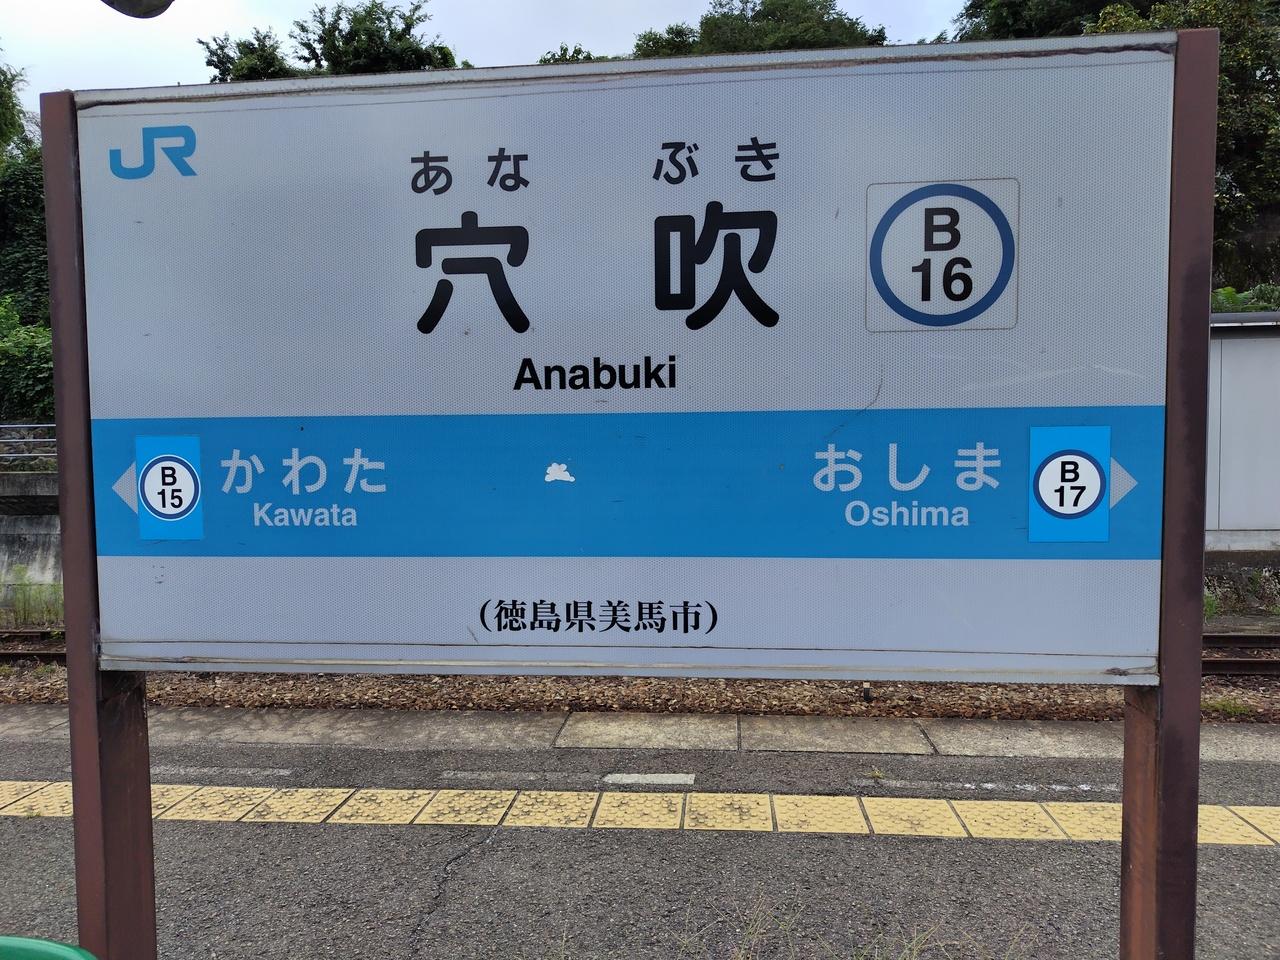 JR
あなぶき
穴吹
B
16
Anabuki
B
15
かわた
Kawata
おしま
Oshima
B
17
(徳島県美馬市)